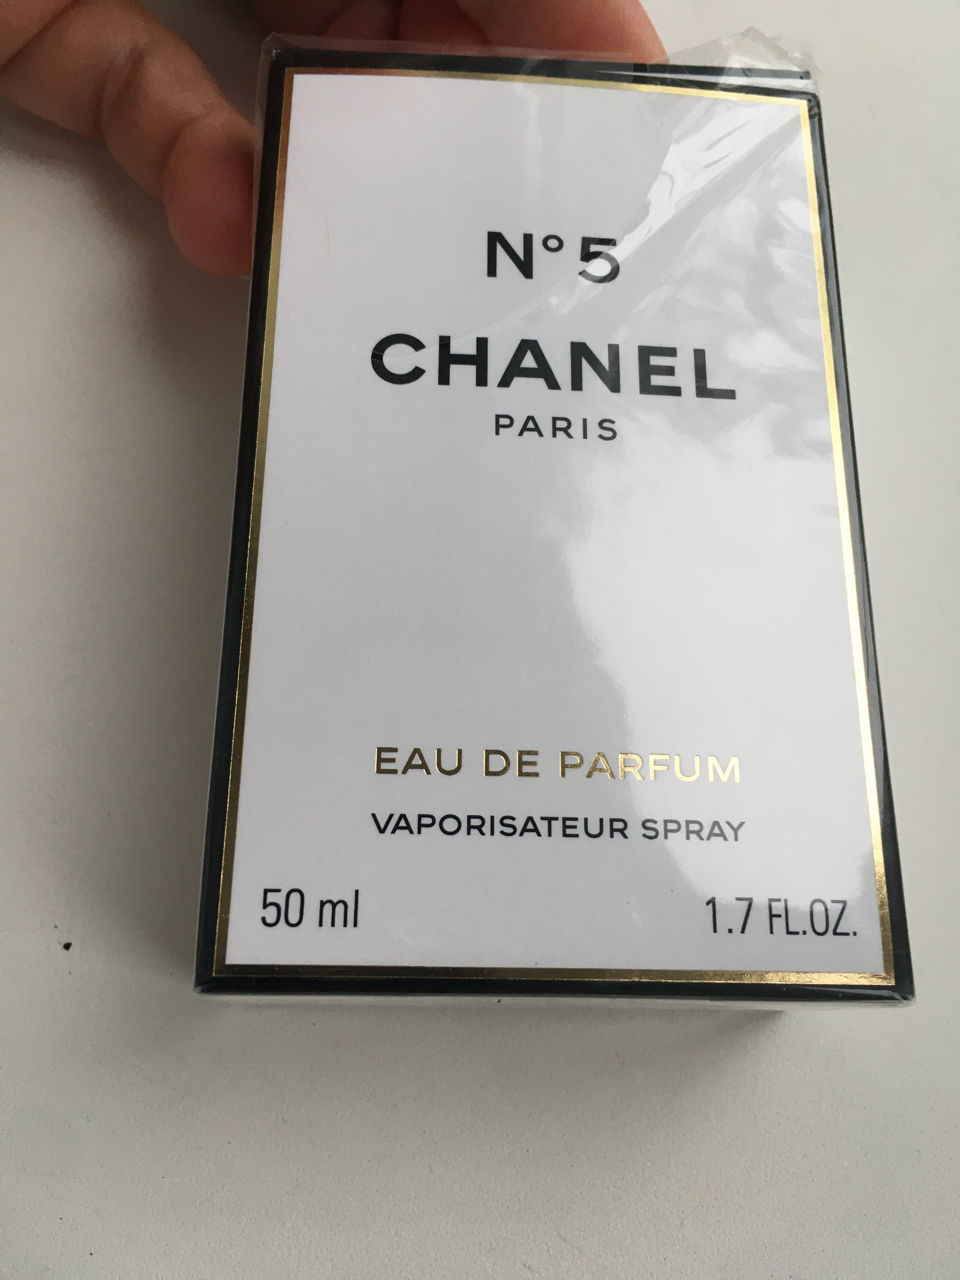 N° 5
CHANEL
PARIS
EAU DE PARFUM
VAPORISATEUR SPRAY
50 ml 1.7 FL.OZ.